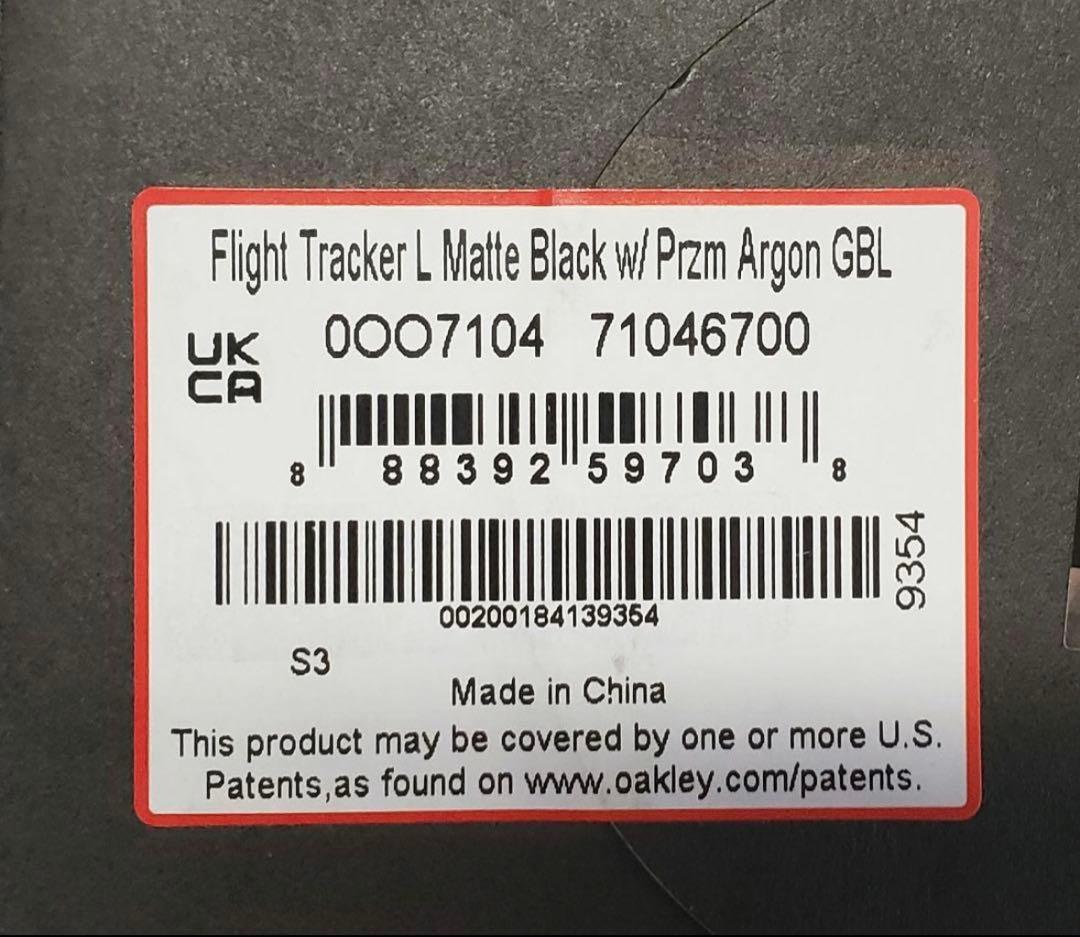 Flight Tracker L Matte Black w/ Przm Argon GBL
UK
CA
0OO7104 71046700
8 88392 59703 8
00200184139354
9354
S3
Made in China
This product may be covered by one or more U.S.
Patents,as found on www.oakley.com/patents.